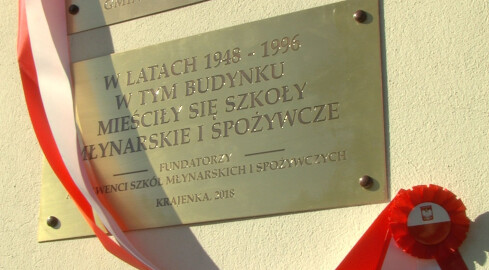 W LATACH 1948 - 1996
W TYM BUDYNKU
MIEŚCIŁY SIĘ SZKOŁY
MŁYNARSKIE I SPOŻYWCZE
FUNDATORZY
WENCI SZKÓŁ MŁYNARSKICH I SPOŻYWCZYCH
KRAJENKA, 2018